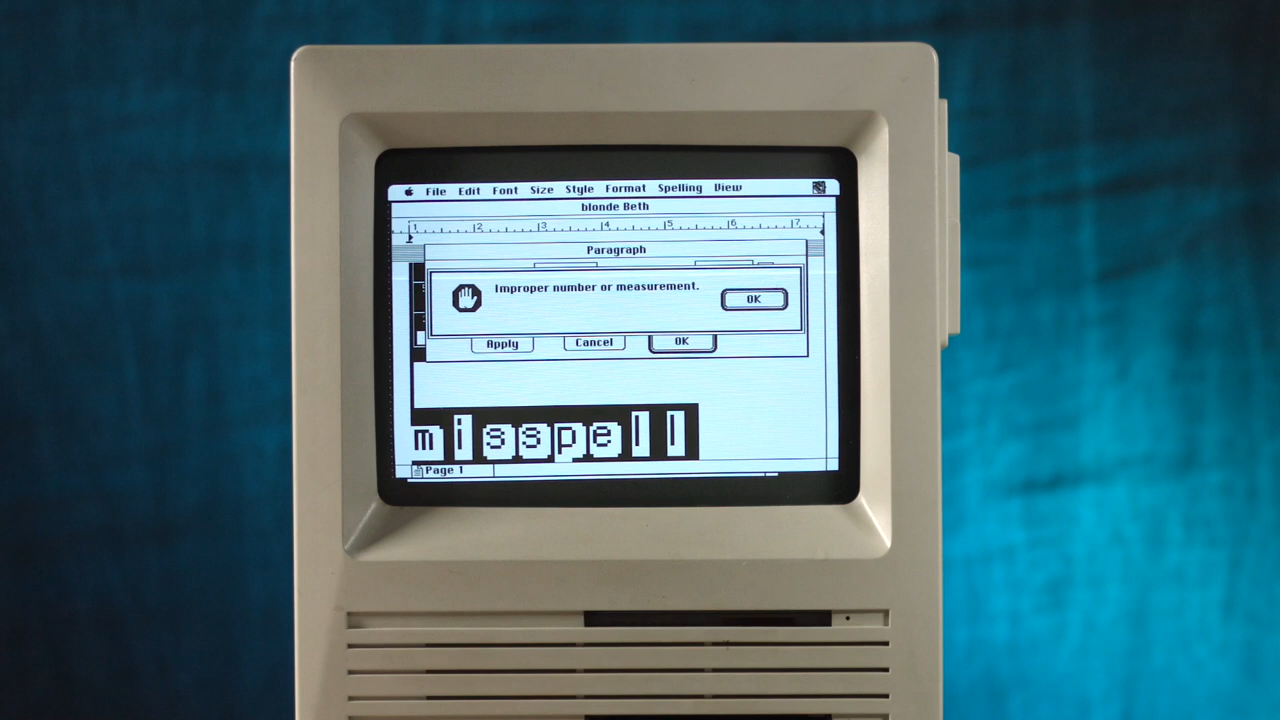 File Edit Font Size Style Format Spelling View
blonde Beth
1 2 3 4 5 6 7
Paragraph
Improper number or measurement.
OK
Apply Cancel OK
misspell
Page 1